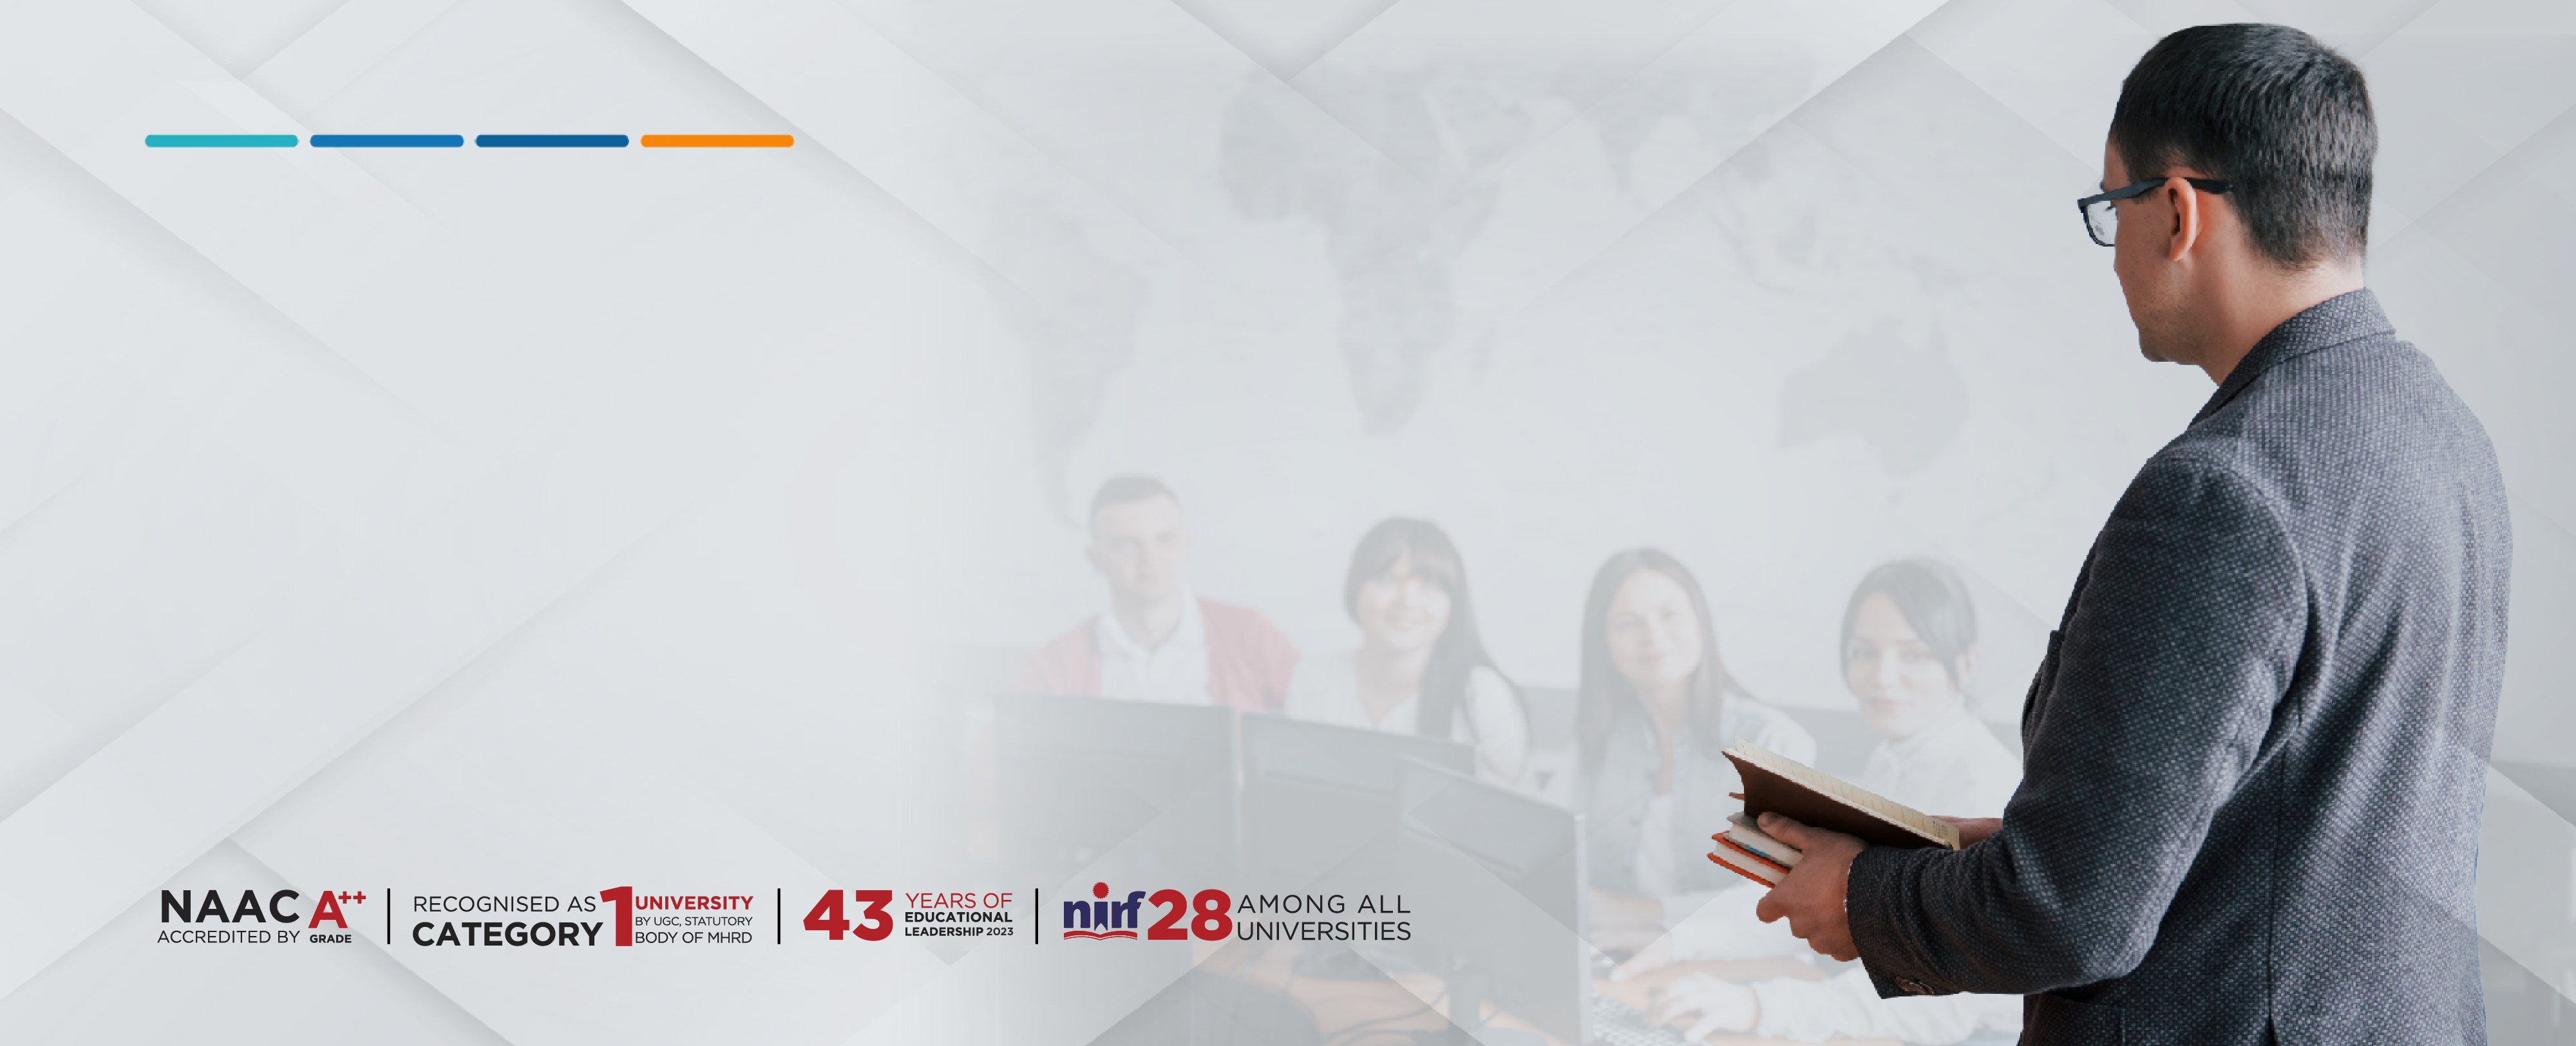 NAAC A++
ACCREDITED BY GRADE
RECOGNISED AS
CATEGORY 1
UNIVERSITY
BY UGC, STATUTORY
BODY OF MHRD
43 YEARS OF
EDUCATIONAL
LEADERSHIP 2023
nirf 28 AMONG ALL
UNIVERSITIES